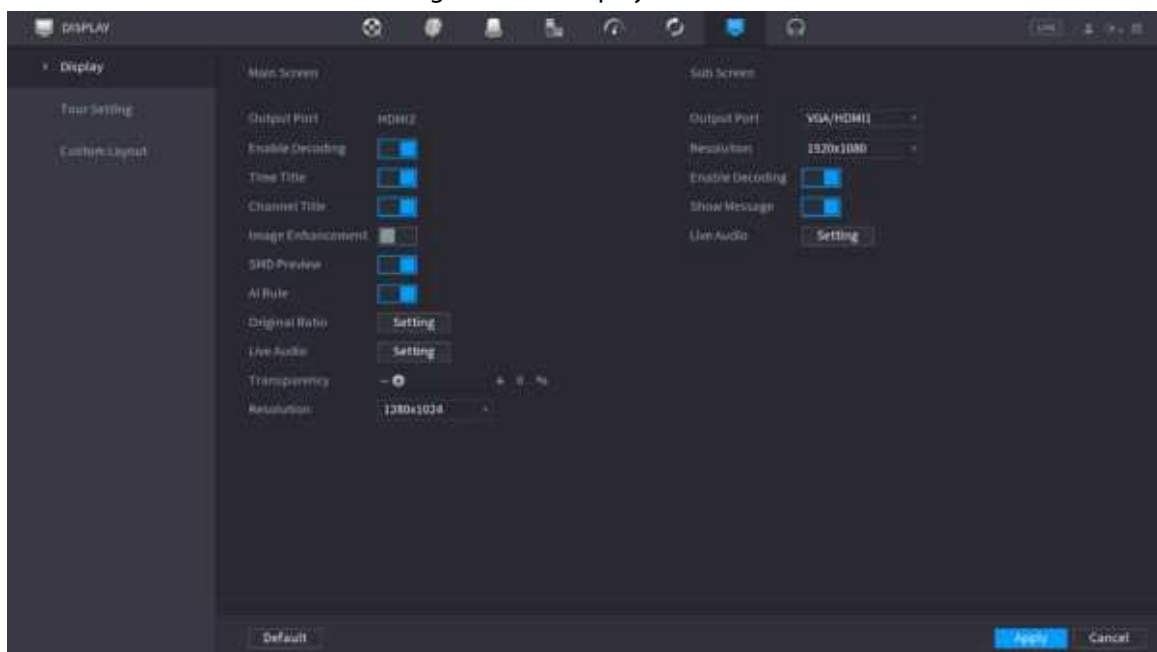 DISPLAY
LIVE
Display
Tour Setting
Custom Layout
Main Screen
Output Port HDMI2
Enable Decoding
Time Title
Channel Title
Image Enhancement
SMD Preview
AI Rule
Original Ratio Setting
Live Audio Setting
Transparency - + 0 %
Resolution 1280x1024
Sub Screen
Output Port VGA/HDMI1
Resolution 1920x1080
Enable Decoding
Show Message
Live Audio Setting
Default
Apply
Cancel